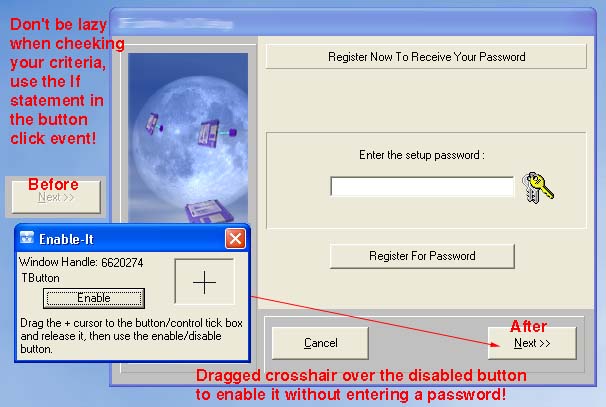 Don't be lazy
when cheeking
your criteria,
use the If
statement in
the button
click event!
Register Now To Receive Your Password
Enter the setup password :
Register For Password
Before
Next >>
Enable-It
Window Handle: 6620274
TButton
Enable
Drag the + cursor to the button/control tick box
and release it, then use the enable/disable
button.
Cancel
After
Next >>
Dragged crosshair over the disabled button
to enable it without entering a password!